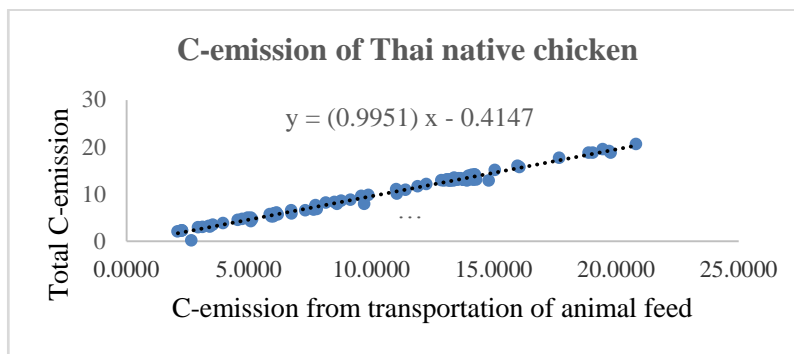 C-emission of Thai native chicken
y = (0.9951) x - 0.4147
...
Total C-emission
30
20
10
0
0.0000 5.0000 10.0000 15.0000 20.0000 25.0000
C-emission from transportation of animal feed